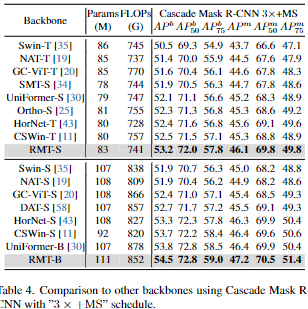 Backbone Params FLOPs Cascade Mask R-CNN 3×+MS
(M) (G) APᵇ APᵇ₅₀ APᵇ₇₅ APᵐ APᵐ₅₀ APᵐ₇₅
Swin-T [35] 86 745 50.5 69.3 54.9 43.7 66.6 47.1
NAT-T [19] 85 737 51.4 70.0 55.9 44.5 67.6 47.9
GC-ViT-T [20] 85 770 51.6 70.4 56.1 44.6 67.8 48.3
SMT-S [34] 78 744 51.9 70.5 56.3 44.7 67.8 48.6
UniFormer-S [30] 79 747 52.1 71.1 56.6 45.2 68.3 48.9
Ortho-S [25] 81 755 52.3 71.3 56.8 45.3 68.6 49.2
HorNet-T [43] 80 728 52.4 71.6 56.8 45.6 69.1 49.6
CSWin-T [11] 80 757 52.5 71.5 57.1 45.3 68.8 48.9
RMT-S 83 741 53.2 72.0 57.8 46.1 69.8 49.8
Swin-S [35] 107 838 51.9 70.7 56.3 45.0 68.2 48.8
NAT-S [19] 108 809 51.9 70.4 56.2 44.9 68.2 48.6
GC-ViT-S [20] 108 866 52.4 71.0 57.1 45.4 68.5 49.3
DAT-S [58] 107 857 52.7 71.7 57.2 45.5 69.1 49.3
HorNet-S [43] 108 827 53.3 72.3 57.8 46.3 69.9 50.4
CSWin-S [11] 92 820 53.7 72.2 58.4 46.4 69.6 50.6
UniFormer-B [30] 107 878 53.8 72.8 58.5 46.4 69.9 50.4
RMT-B 111 852 54.5 72.8 59.0 47.2 70.5 51.4
Table 4. Comparison to other backbones using Cascade Mask R-
CNN with "3 × +MS" schedule.